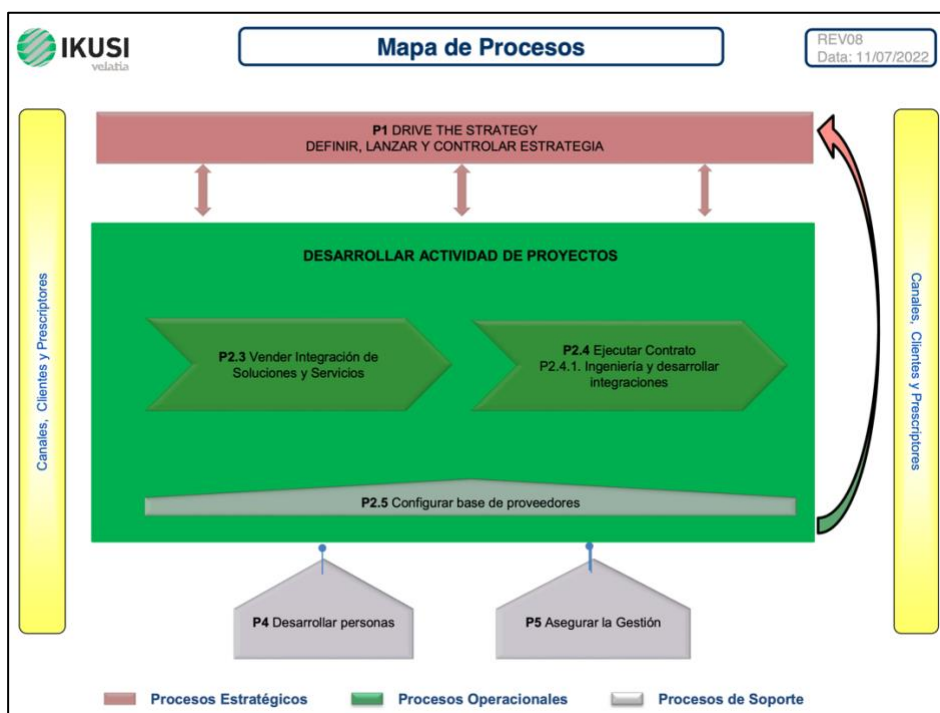 IKUSI
velatia
Mapa de Procesos
REV08
Data: 11/07/2022
Canales, Clientes y Prescriptores
P1 DRIVE THE STRATEGY
DEFINIR, LANZAR Y CONTROLAR ESTRATEGIA
DESARROLLAR ACTIVIDAD DE PROYECTOS
P2.3 Vender Integración de
Soluciones y Servicios
P2.4 Ejecutar Contrato
P2.4.1. Ingeniería y desarrollar
integraciones
P2.5 Configurar base de proveedores
P4 Desarrollar personas
P5 Asegurar la Gestión
Canales, Clientes y Prescriptores
Procesos Estratégicos
Procesos Operacionales
Procesos de Soporte